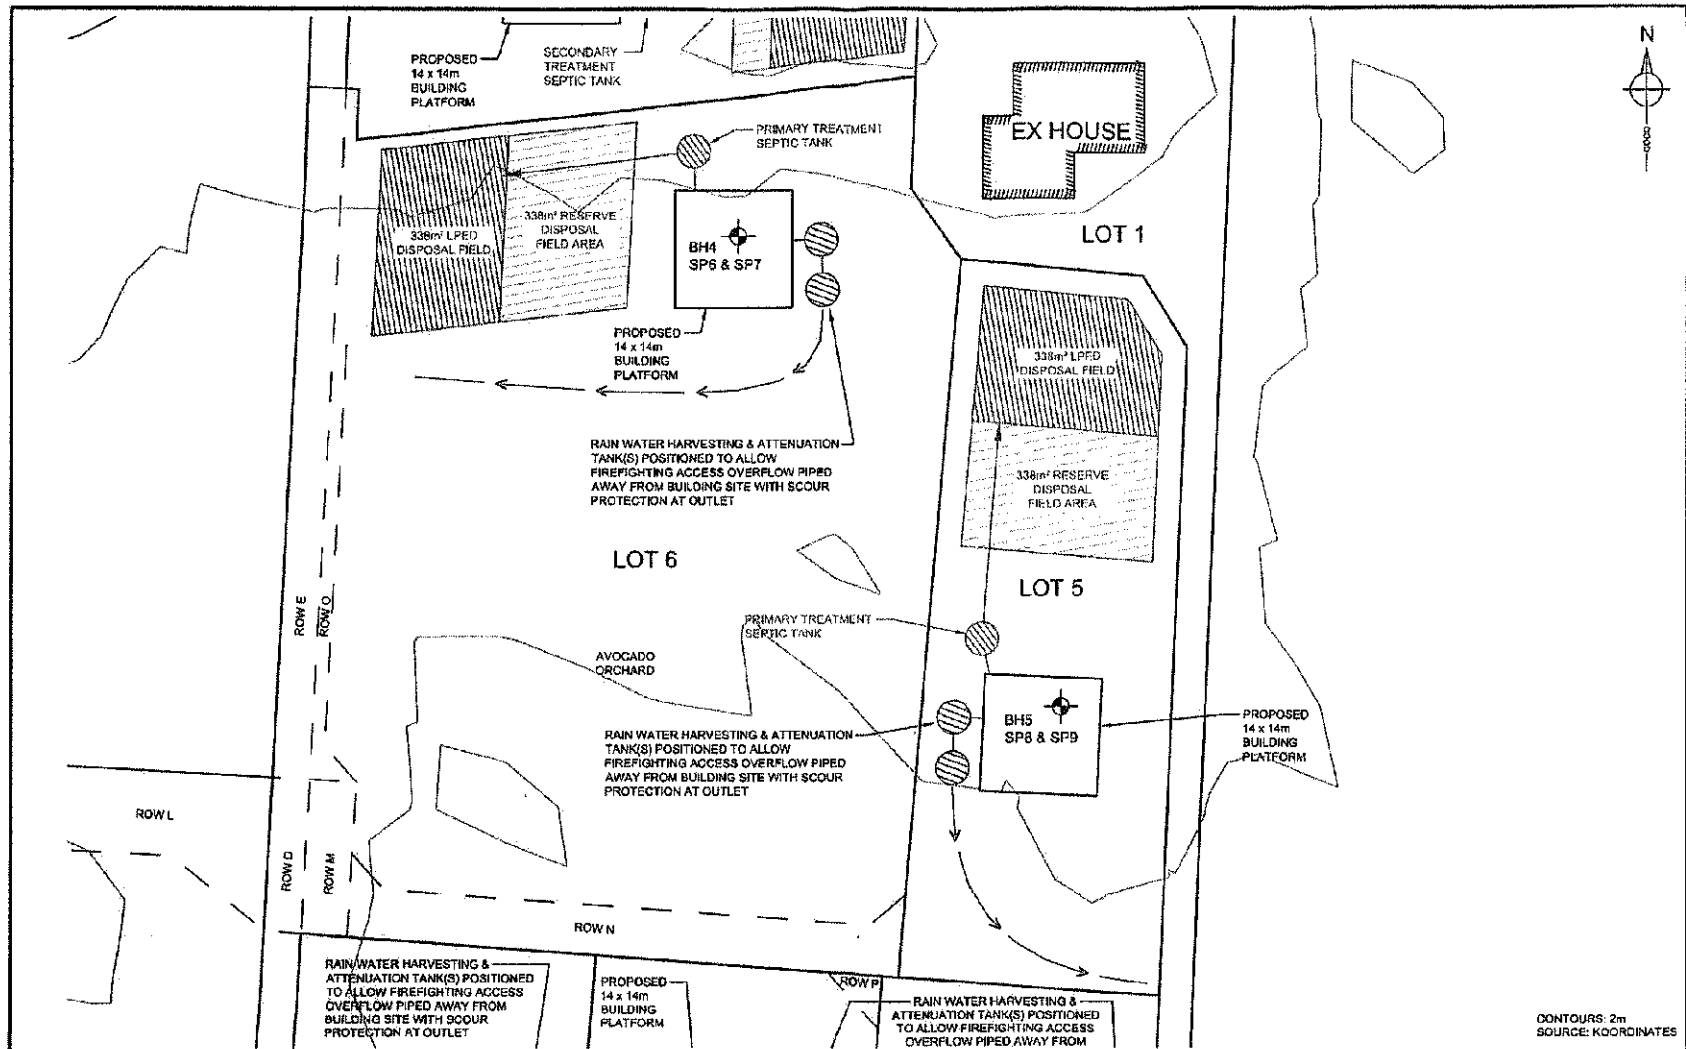 PROPOSED
14 x 14m
BUILDING
PLATFORM
SECONDARY
TREATMENT
SEPTIC TANK
N
EX HOUSE
PRIMARY TREATMENT
SEPTIC TANK
338m² LPED
DISPOSAL FIELD
338m² RESERVE
DISPOSAL
FIELD AREA
BH4
SP6 & SP7
LOT 1
PROPOSED
14 x 14m
BUILDING
PLATFORM
338m² LPED
DISPOSAL FIELD
RAIN WATER HARVESTING & ATTENUATION
TANK(S) POSITIONED TO ALLOW
FIREFIGHTING ACCESS OVERFLOW PIPED
AWAY FROM BUILDING SITE WITH SCOUR
PROTECTION AT OUTLET
338m² RESERVE
DISPOSAL
FIELD AREA
LOT 6
LOT 5
ROW E
ROW O
PRIMARY TREATMENT
SEPTIC TANK
AVOCADO
ORCHARD
RAIN WATER HARVESTING & ATTENUATION
TANK(S) POSITIONED TO ALLOW
FIREFIGHTING ACCESS OVERFLOW PIPED
AWAY FROM BUILDING SITE WITH SCOUR
PROTECTION AT OUTLET
BH5
SP8 & SP9
PROPOSED
14 x 14m
BUILDING
PLATFORM
ROW L
ROW D
ROW M
ROW N
RAIN WATER HARVESTING &
ATTENUATION TANK(S) POSITIONED
TO ALLOW FIREFIGHTING ACCESS
OVERFLOW PIPED AWAY FROM
BUILDING SITE WITH SCOUR
PROTECTION AT OUTLET
PROPOSED
14 x 14m
BUILDING
PLATFORM
ROW P
RAIN WATER HARVESTING &
ATTENUATION TANK(S) POSITIONED
TO ALLOW FIREFIGHTING ACCESS
OVERFLOW PIPED AWAY FROM
CONTOURS: 2m
SOURCE: KOORDINATES